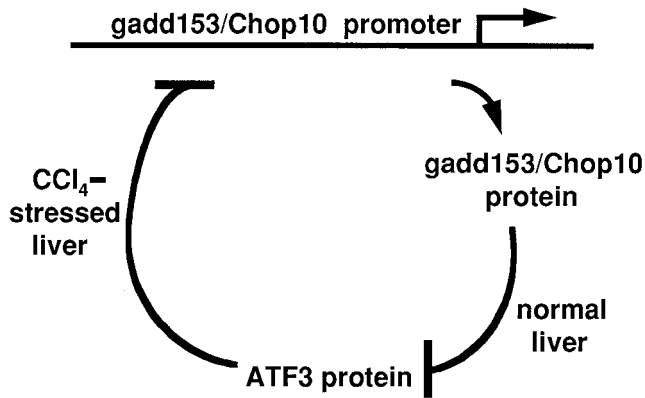 gadd153/Chop10 promoter
gadd153/Chop10
protein
CCl₄–
stressed
liver
normal
liver
ATF3 protein